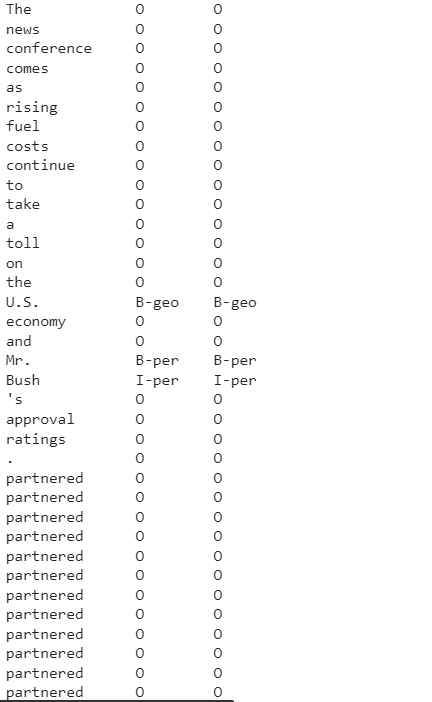 The O O
news O O
conference O O
comes O O
as O O
rising O O
fuel O O
costs O O
continue O O
to O O
take O O
a O O
toll O O
on O O
the O O
U.S. B-geo B-geo
economy O O
and O O
Mr. B-per B-per
Bush I-per I-per
's O O
approval O O
ratings O O
. O O
partnered O O
partnered O O
partnered O O
partnered O O
partnered O O
partnered O O
partnered O O
partnered O O
partnered O O
partnered O O
partnered O O
partnered O O